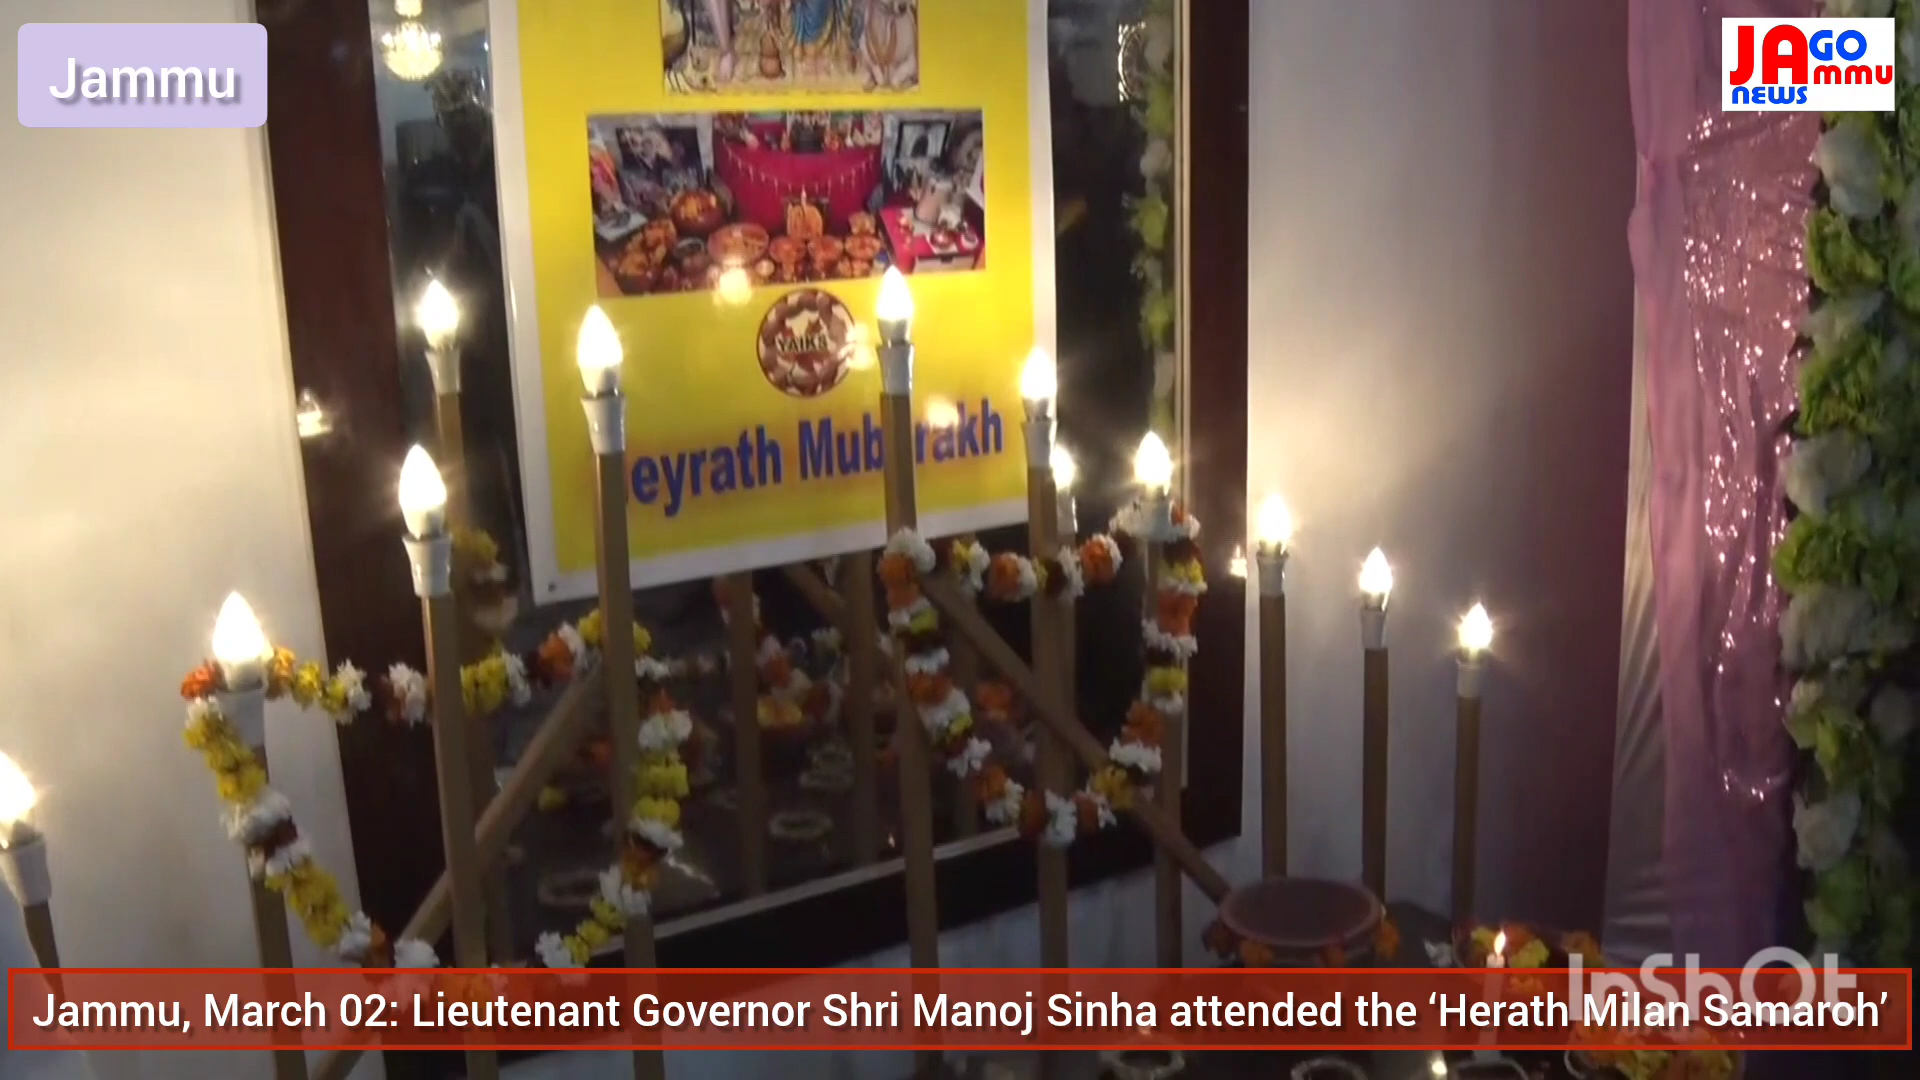 Jammu
JAGO
Jammu
NEWS
YAIKS
eyrath Mub rakh
InShOt
Jammu, March 02: Lieutenant Governor Shri Manoj Sinha attended the ‘Herath Milan Samaroh’